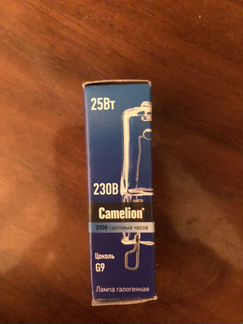 25Вт
230В
Camelion
2000 световых часов
Цоколь
G9
Лампа галогенная